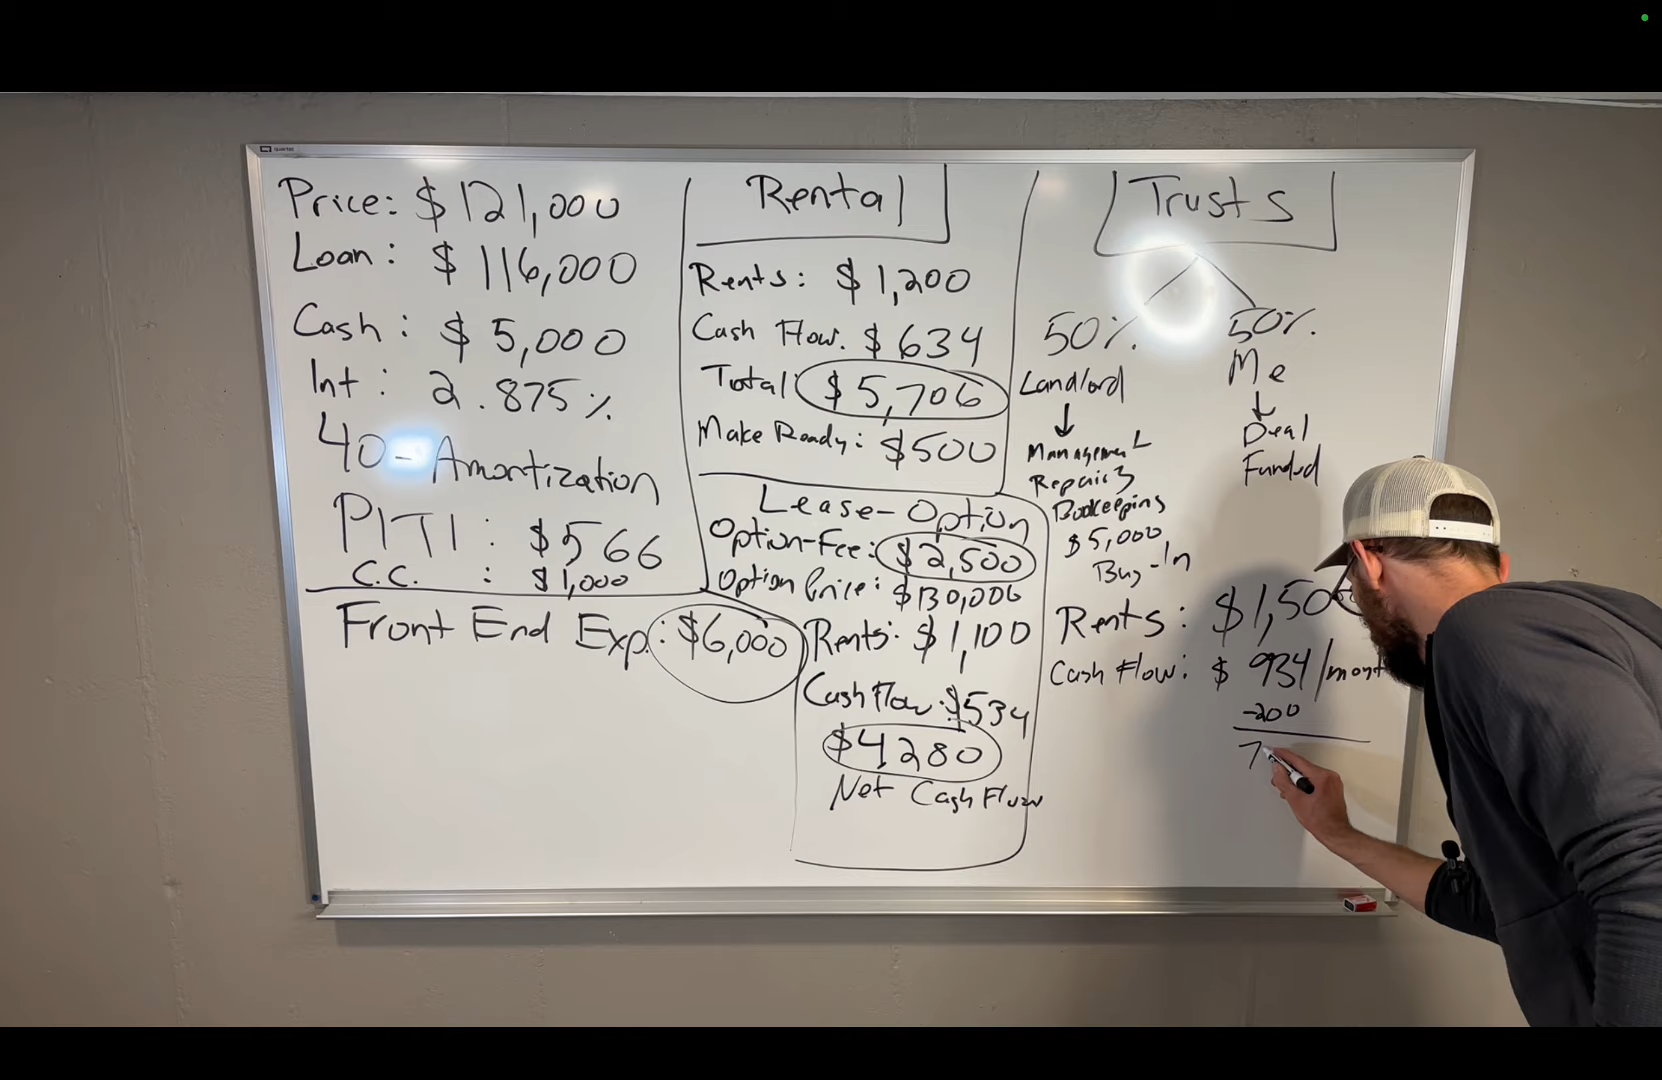 Price: $121,000
Loan: $116,000
Cash: $5,000
Int: 2.875%
40-Amortization
PITI: $566
C.C. : $1,000
Front End Exp.: $6,000
Rental
Rents: $1,200
Cash Flow. $634
Total: $5,706
Make Ready: $500
Lease-Option
Option-Fee: $2,500
Option Price: $130,000
Rents: $1,100
Cash Flow: $534
$4280
Net Cash Flow
Trusts
50%
Landlord
Management
Repairs
Bookeeping
$5,000
Buy-In
50%.
Me
Deal
Funded
Rents: $1,500
Cash Flow: $934/month
-200
7